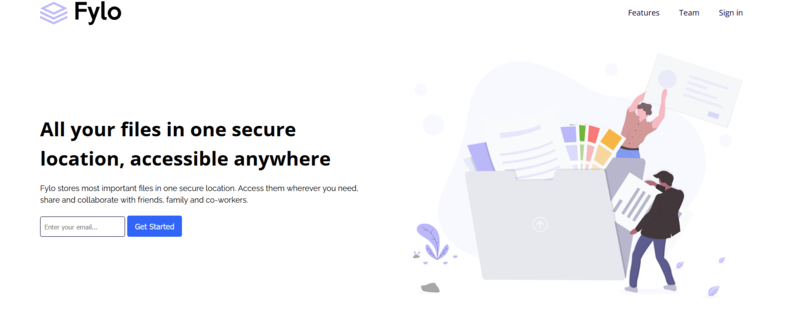 Fylo
Features Team Sign in
All your files in one secure
location, accessible anywhere
Fylo stores most important files in one secure location. Access them wherever you need,
share and collaborate with friends, family and co-workers.
Enter your email... Get Started